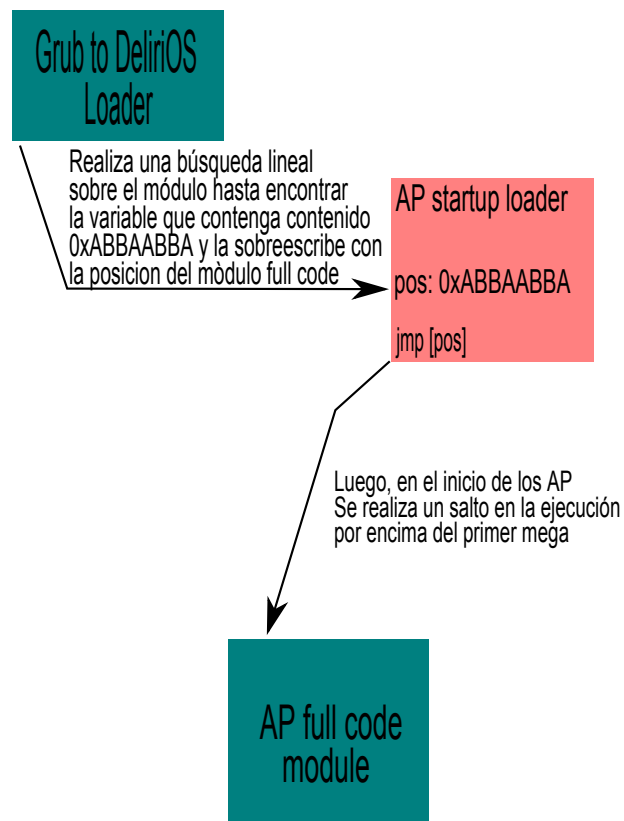 Grub to DeliriOS
Loader
Realiza una búsqueda lineal
sobre el módulo hasta encontrar
la variable que contenga contenido
0xABBAABBA y la sobreescribe con
la posicion del mòdulo full code
AP startup loader
pos: 0xABBAABBA
jmp [pos]
Luego, en el inicio de los AP
Se realiza un salto en la ejecución
por encima del primer mega
AP full code
module